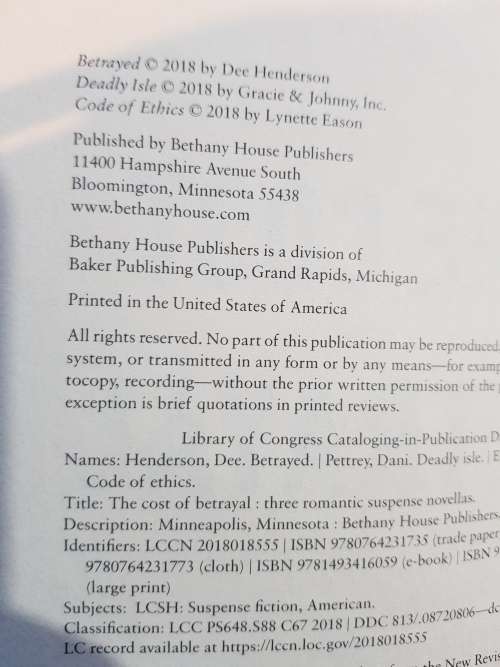 Betrayed © 2018 by Dee Henderson
Deadly Isle © 2018 by Gracie & Johnny, Inc.
Code of Ethics © 2018 by Lynette Eason
Published by Bethany House Publishers
11400 Hampshire Avenue South
Bloomington, Minnesota 55438
www.bethanyhouse.com
Bethany House Publishers is a division of
Baker Publishing Group, Grand Rapids, Michigan
Printed in the United States of America
All rights reserved. No part of this publication may be reproduced,
system, or transmitted in any form or by any means—for examp
tocopy, recording—without the prior written permission of the
exception is brief quotations in printed reviews.
Library of Congress Cataloging-in-Publication D
Names: Henderson, Dee. Betrayed. | Pettrey, Dani. Deadly isle. | E
Code of ethics.
Title: The cost of betrayal : three romantic suspense novellas.
Description: Minneapolis, Minnesota : Bethany House Publishers,
Identifiers: LCCN 2018018555 | ISBN 9780764231735 (trade paper
9780764231773 (cloth) | ISBN 9781493416059 (e-book) | ISBN 9
(large print)
Subjects: LCSH: Suspense fiction, American.
Classification: LCC PS648.S88 C67 2018 | DDC 813/.08720806—dc
LC record available at https://lccn.loc.gov/2018018555
the New Revis